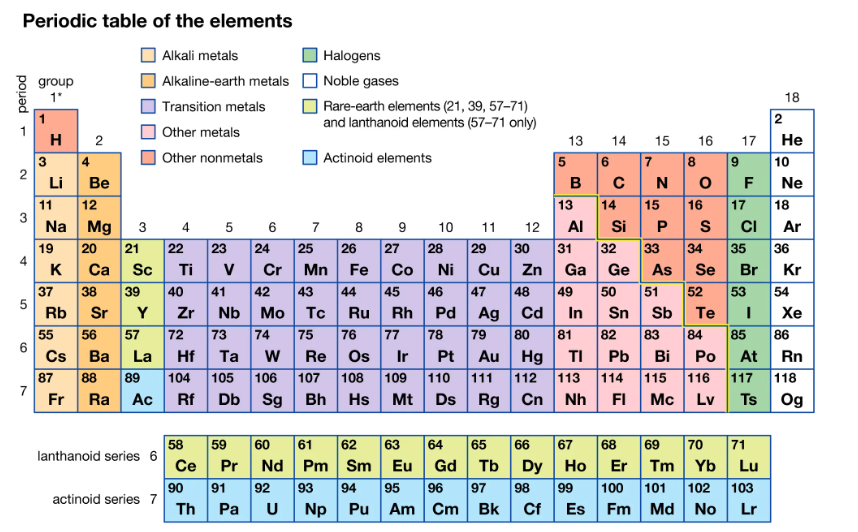 Periodic table of the elements
Alkali metals
Halogens
Alkaline-earth metals
Noble gases
Transition metals
Rare-earth elements (21, 39, 57–71)
and lanthanoid elements (57–71 only)
Other metals
Other nonmetals
Actinoid elements
period
group
1* 18
1 1 2
H 2 13 14 15 16 17 He
2 3 4 5 6 7 8 9 10
Li Be B C N O F Ne
3 11 12 13 14 15 16 17 18
Na Mg 3 4 5 6 7 8 9 10 11 12 Al Si P S Cl Ar
4 19 20 21 22 23 24 25 26 27 28 29 30 31 32 33 34 35 36
K Ca Sc Ti V Cr Mn Fe Co Ni Cu Zn Ga Ge As Se Br Kr
5 37 38 39 40 41 42 43 44 45 46 47 48 49 50 51 52 53 54
Rb Sr Y Zr Nb Mo Tc Ru Rh Pd Ag Cd In Sn Sb Te I Xe
6 55 56 57 72 73 74 75 76 77 78 79 80 81 82 83 84 85 86
Cs Ba La Hf Ta W Re Os Ir Pt Au Hg Tl Pb Bi Po At Rn
7 87 88 89 104 105 106 107 108 109 110 111 112 113 114 115 116 117 118
Fr Ra Ac Rf Db Sg Bh Hs Mt Ds Rg Cn Nh Fl Mc Lv Ts Og
lanthanoid series 6 58 59 60 61 62 63 64 65 66 67 68 69 70 71
Ce Pr Nd Pm Sm Eu Gd Tb Dy Ho Er Tm Yb Lu
actinoid series 7 90 91 92 93 94 95 96 97 98 99 100 101 102 103
Th Pa U Np Pu Am Cm Bk Cf Es Fm Md No Lr